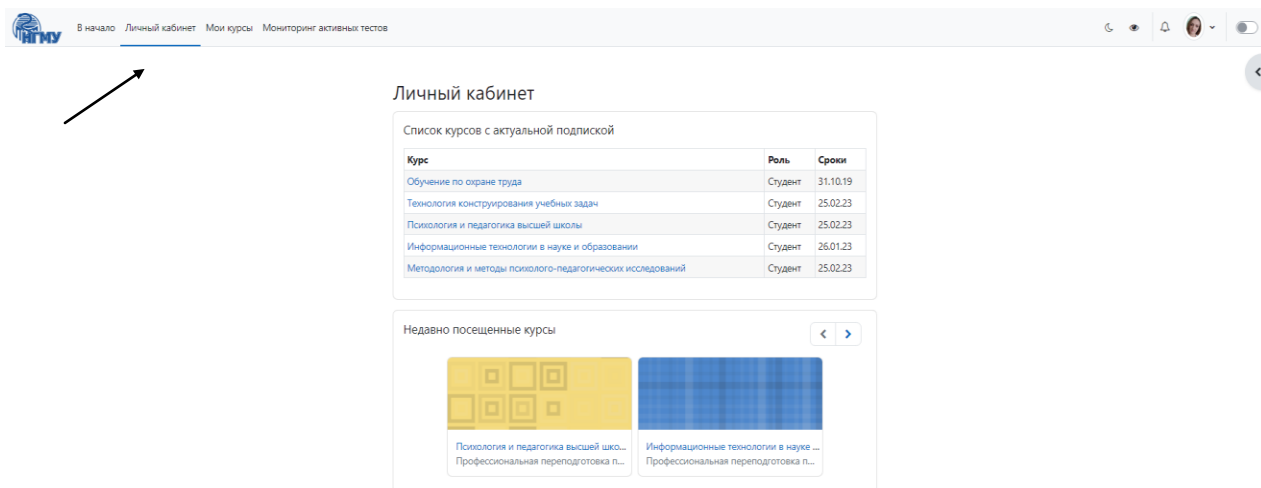 НГМУ
В начало Личный кабинет Мои курсы Мониторинг активных тестов
Личный кабинет
Список курсов с актуальной подпиской
Курс Роль Сроки
Обучение по охране труда Студент 31.10.19
Технология конструирования учебных задач Студент 25.02.23
Психология и педагогика высшей школы Студент 25.02.23
Информационные технологии в науке и образовании Студент 26.01.23
Методология и методы психолого-педагогических исследований Студент 25.02.23
Недавно посещенные курсы
Психология и педагогика высшей шко... Информационные технологии в науке ...
Профессиональная переподготовка п... Профессиональная переподготовка п...